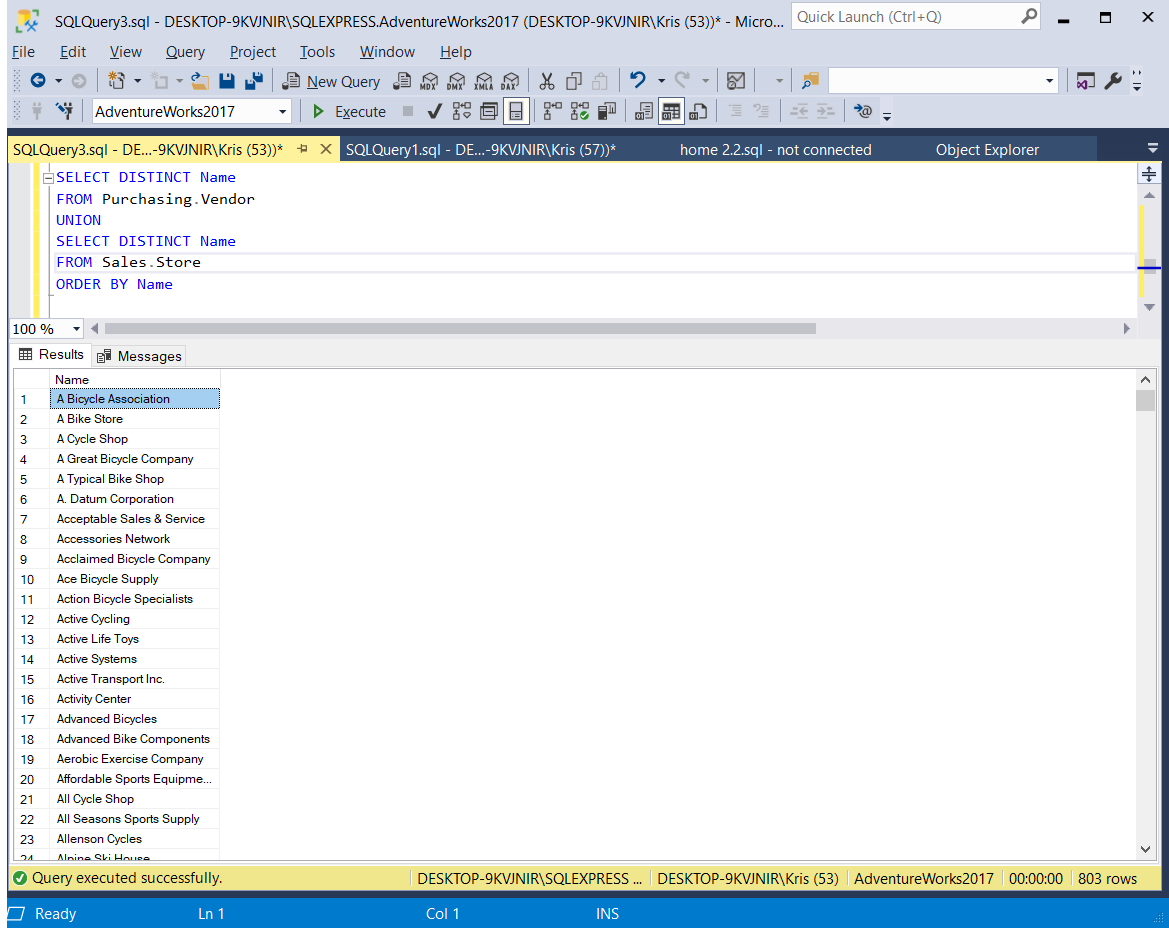 SQLQuery3.sql - DESKTOP-9KVJNIR\SQLEXPRESS.AdventureWorks2017 (DESKTOP-9KVJNIR\Kris (53))* - Micro...
Quick Launch (Ctrl+Q)
File Edit View Query Project Tools Window Help
New Query MDX DMX XMLA DAX
AdventureWorks2017 Execute
SQLQuery3.sql - DE...-9KVJNIR\Kris (53))* SQLQuery1.sql - DE...-9KVJNIR\Kris (57))* home 2.2.sql - not connected Object Explorer
SELECT DISTINCT Name
FROM Purchasing.Vendor
UNION
SELECT DISTINCT Name
FROM Sales.Store
ORDER BY Name
100 %
Results Messages
Name
1 A Bicycle Association
2 A Bike Store
3 A Cycle Shop
4 A Great Bicycle Company
5 A Typical Bike Shop
6 A. Datum Corporation
7 Acceptable Sales & Service
8 Accessories Network
9 Acclaimed Bicycle Company
10 Ace Bicycle Supply
11 Action Bicycle Specialists
12 Active Cycling
13 Active Life Toys
14 Active Systems
15 Active Transport Inc.
16 Activity Center
17 Advanced Bicycles
18 Advanced Bike Components
19 Aerobic Exercise Company
20 Affordable Sports Equipme...
21 All Cycle Shop
22 All Seasons Sports Supply
23 Allenson Cycles
24 Alpine Ski House
Query executed successfully. DESKTOP-9KVJNIR\SQLEXPRESS ... DESKTOP-9KVJNIR\Kris (53) AdventureWorks2017 00:00:00 803 rows
Ready Ln 1 Col 1 INS